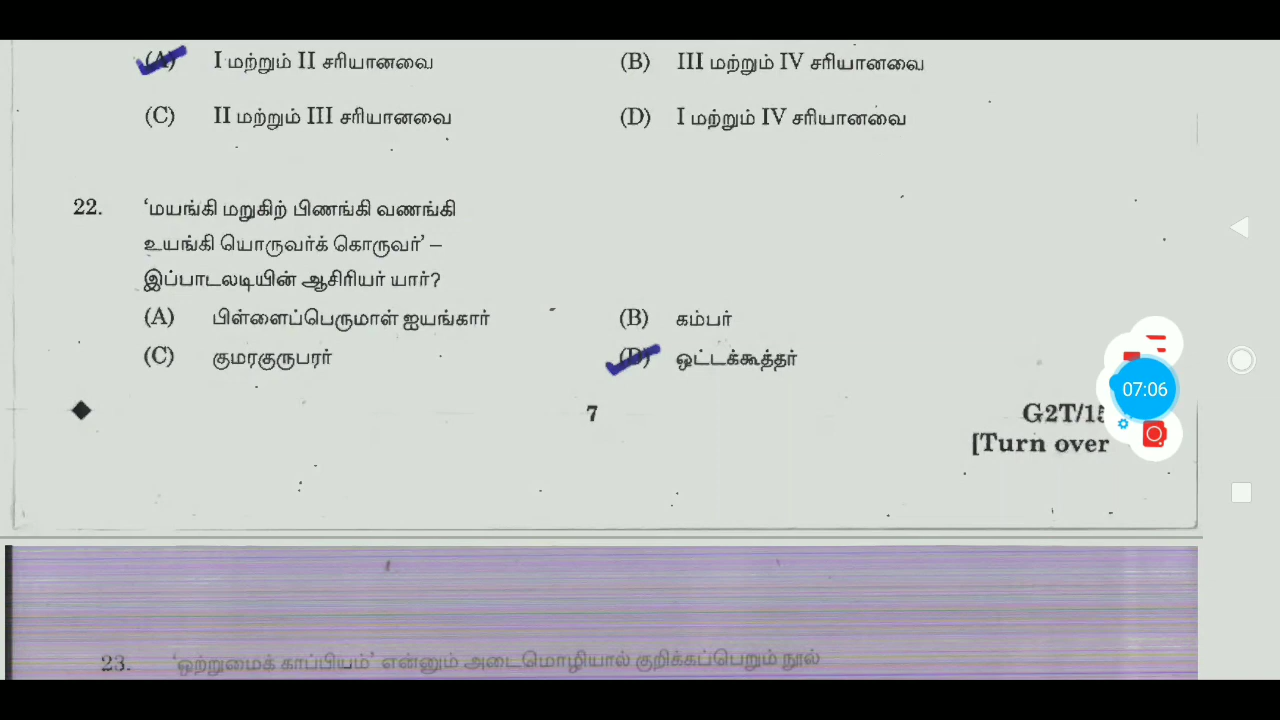 (A) I மற்றும் II சரியானவை (B) III மற்றும் IV சரியானவை
(C) II மற்றும் III சரியானவை (D) I மற்றும் IV சரியானவை
22. ‘மயங்கி மறுகிற் பிணங்கி வணங்கி
உயங்கி யொருவர்க் கொருவர்’ –
இப்பாடலடியின் ஆசிரியர் யார்?
(A) பிள்ளைப்பெருமாள் ஐயங்கார் (B) கம்பர்
(C) குமரகுருபரர் (D) ஒட்டக்கூத்தர்
7 G2T/15
[Turn over
07:06
23. ‘ஒற்றுமைக் காப்பியம்’ என்னும் அடைமொழியால் குறிக்கப்பெறும் நூல்